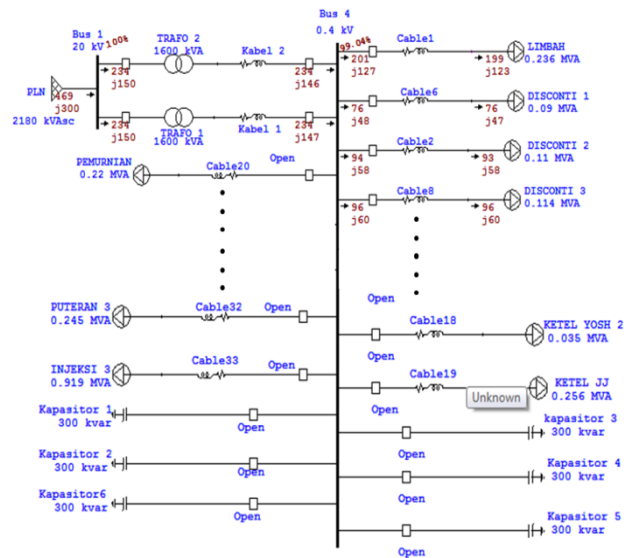 Bus 1
20 kV
100%
TRAFO 2
1600 kVA
Kabel 2
Bus 4
0.4 kV
99.04%
Cable1
LIMBAH
0.236 MVA
234
j150
234
j146
201
j127
199
j123
PLN
469
j300
2180 kVAsc
Cable6
DISCONTI 1
0.09 MVA
76
j48
76
j47
234
j150
TRAFO 1
1600 kVA
Kabel 1
234
j147
Cable2
DISCONTI 2
0.11 MVA
94
j58
93
j58
PEMURNIAN
0.22 MVA
Cable20
Open
Cable8
DISCONTI 3
0.114 MVA
96
j60
96
j60
PUTERAN 3
0.245 MVA
Cable32
Open
Open
Cable18
KETEL YOSH 2
0.035 MVA
INJEKSI 3
0.919 MVA
Cable33
Open
Open
Cable19
KETEL JJ
0.256 MVA
Unknown
Kapasitor 1
300 kvar
Open
kapasitor 3
300 kvar
Open
Kapasitor 2
300 kvar
Open
Kapasitor 4
300 kvar
Open
Kapasitor6
300 kvar
Open
Kapasitor 5
300 kvar
Open